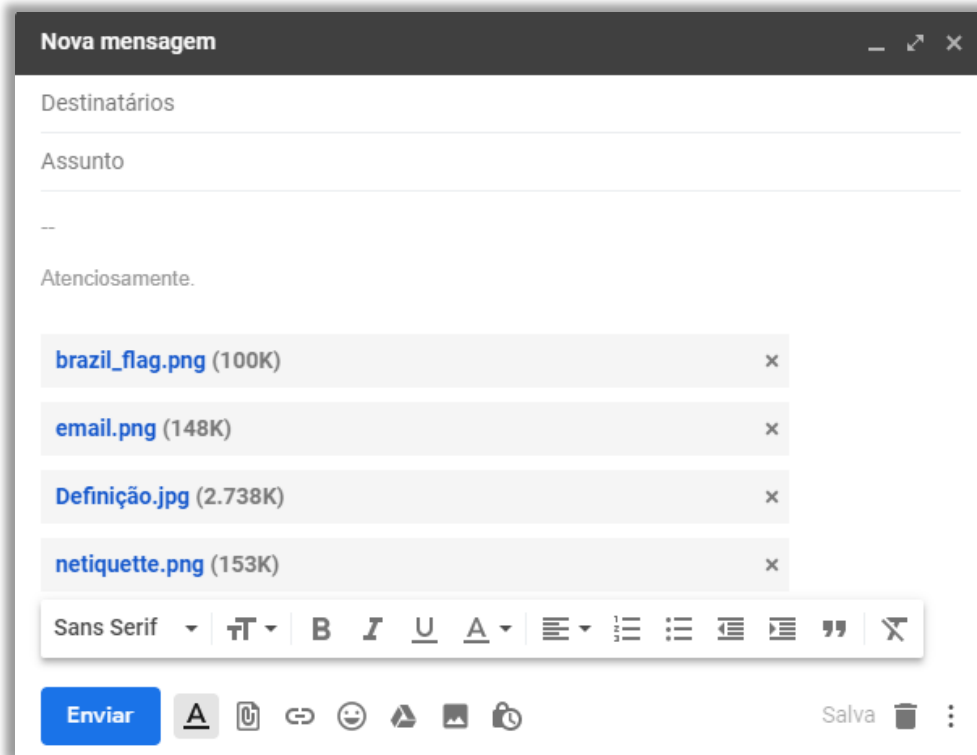 Nova mensagem
Destinatários
Assunto
--
Atenciosamente.
brazil_flag.png (100K)
email.png (148K)
Definição.jpg (2.738K)
netiquette.png (153K)
Sans Serif
Enviar
Salva